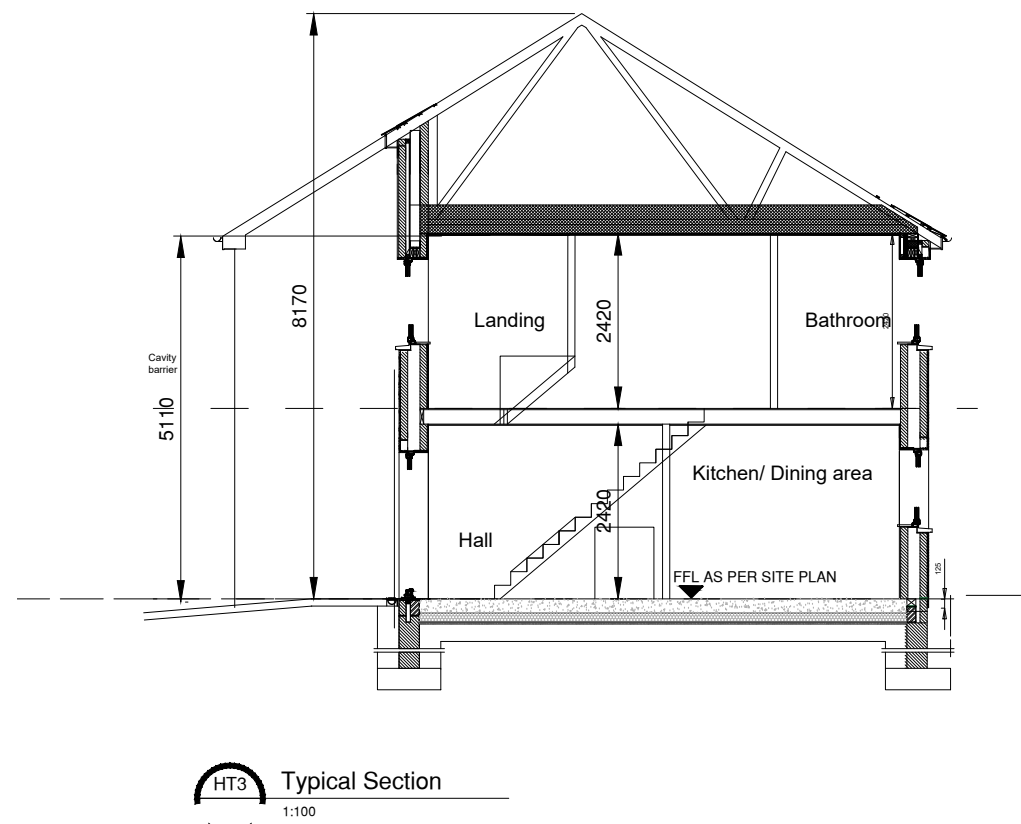 8170
Landing
2420
Bathroom
Cavity
barrier
5110
Kitchen/ Dining area
2420
Hall
FFL AS PER SITE PLAN
125
HT3
Typical Section
1:100